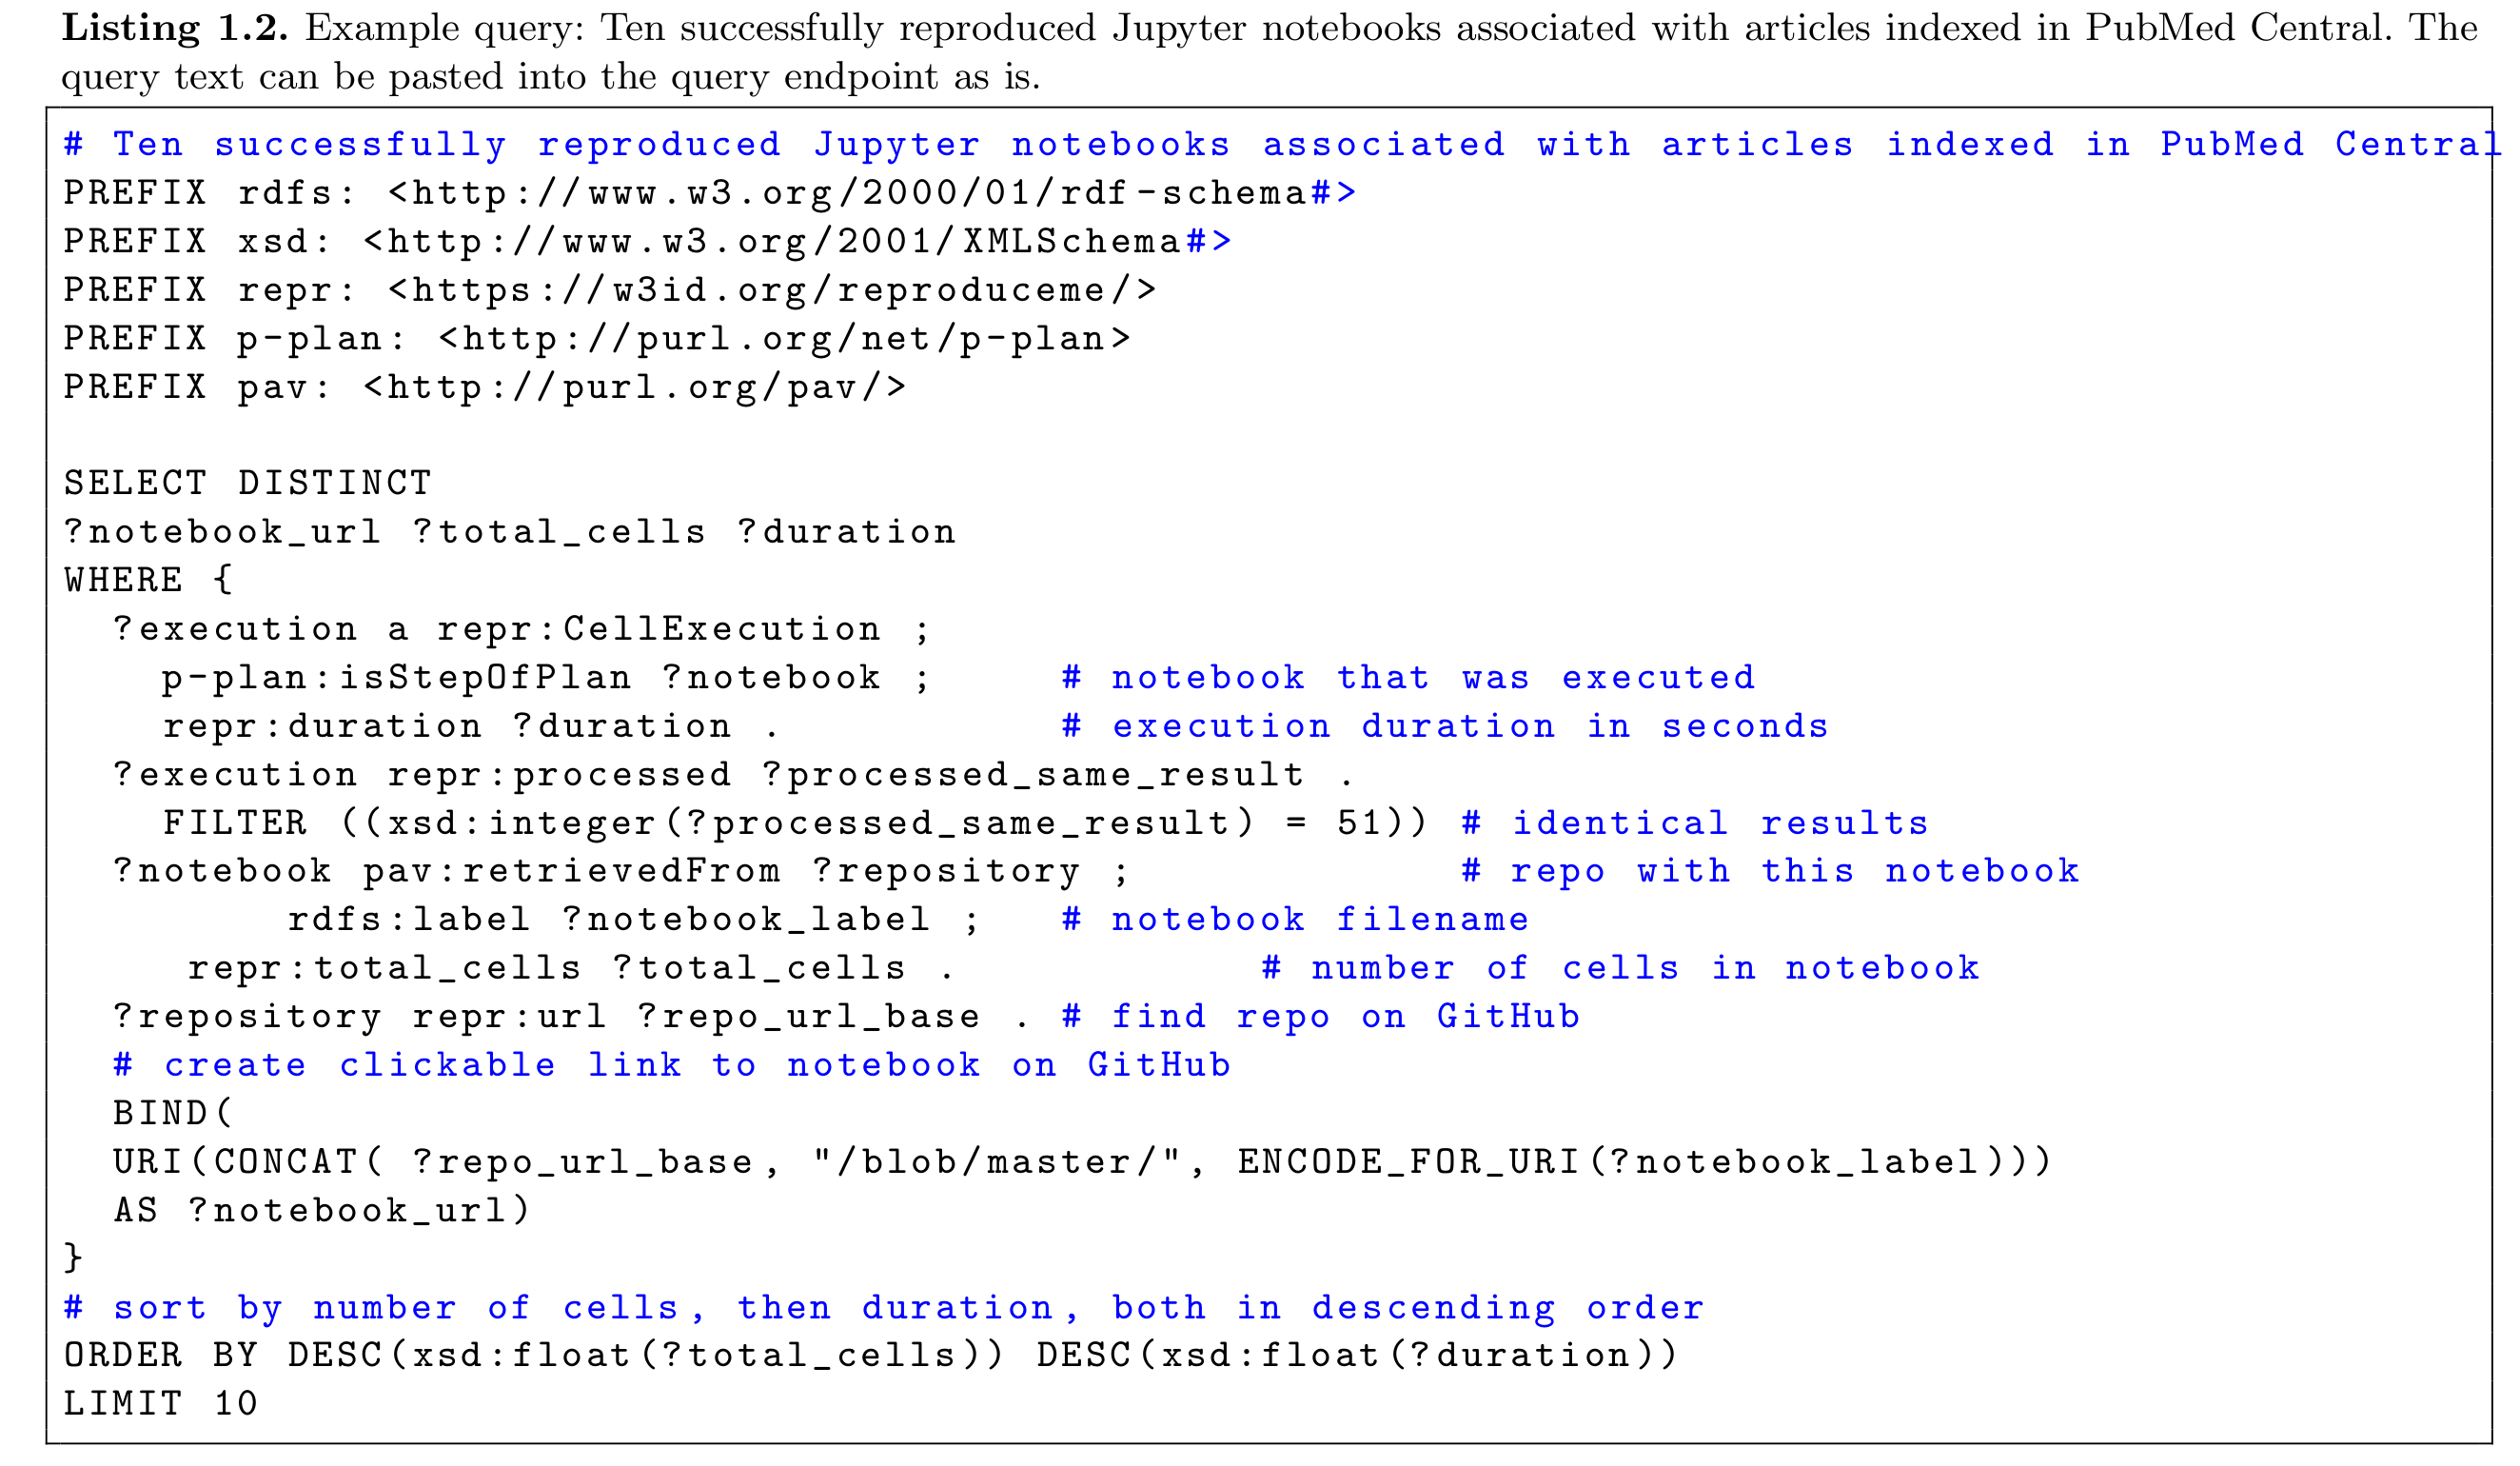 Listing 1.2. Example query: Ten successfully reproduced Jupyter notebooks associated with articles indexed in PubMed Central. The
query text can be pasted into the query endpoint as is.
# Ten successfully reproduced Jupyter notebooks associated with articles indexed in PubMed Central
PREFIX rdfs: <http://www.w3.org/2000/01/rdf-schema#>
PREFIX xsd: <http://www.w3.org/2001/XMLSchema#>
PREFIX repr: <https://w3id.org/reproduceme/>
PREFIX p-plan: <http://purl.org/net/p-plan>
PREFIX pav: <http://purl.org/pav/>

SELECT DISTINCT
?notebook_url ?total_cells ?duration
WHERE {
  ?execution a repr:CellExecution ;
    p-plan:isStepOfPlan ?notebook ;     # notebook that was executed
    repr:duration ?duration .           # execution duration in seconds
  ?execution repr:processed ?processed_same_result .
    FILTER ((xsd:integer(?processed_same_result) = 51)) # identical results
  ?notebook pav:retrievedFrom ?repository ;             # repo with this notebook
         rdfs:label ?notebook_label ;   # notebook filename
     repr:total_cells ?total_cells .            # number of cells in notebook
  ?repository repr:url ?repo_url_base . # find repo on GitHub
  # create clickable link to notebook on GitHub
  BIND(
  URI(CONCAT( ?repo_url_base, "/blob/master/", ENCODE_FOR_URI(?notebook_label)))
  AS ?notebook_url)
}
# sort by number of cells, then duration, both in descending order
ORDER BY DESC(xsd:float(?total_cells)) DESC(xsd:float(?duration))
LIMIT 10